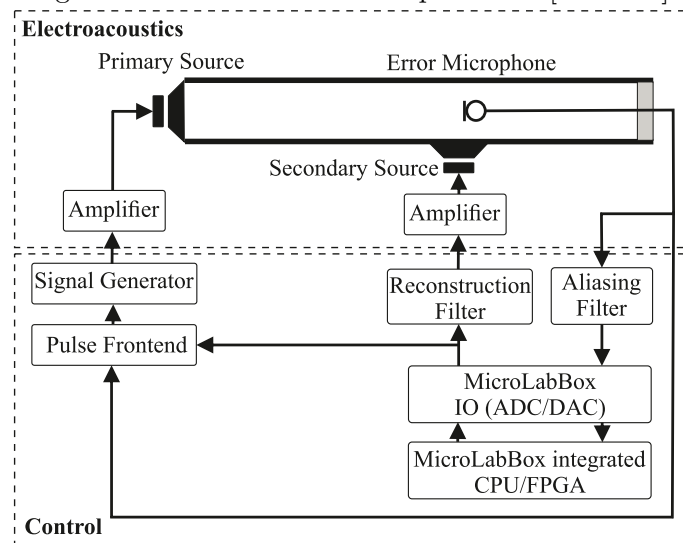 Electroacoustics
Primary Source
Error Microphone
Secondary Source
Amplifier
Amplifier
Signal Generator
Reconstruction
Filter
Aliasing
Filter
Pulse Frontend
MicroLabBox
IO (ADC/DAC)
MicroLabBox integrated
CPU/FPGA
Control